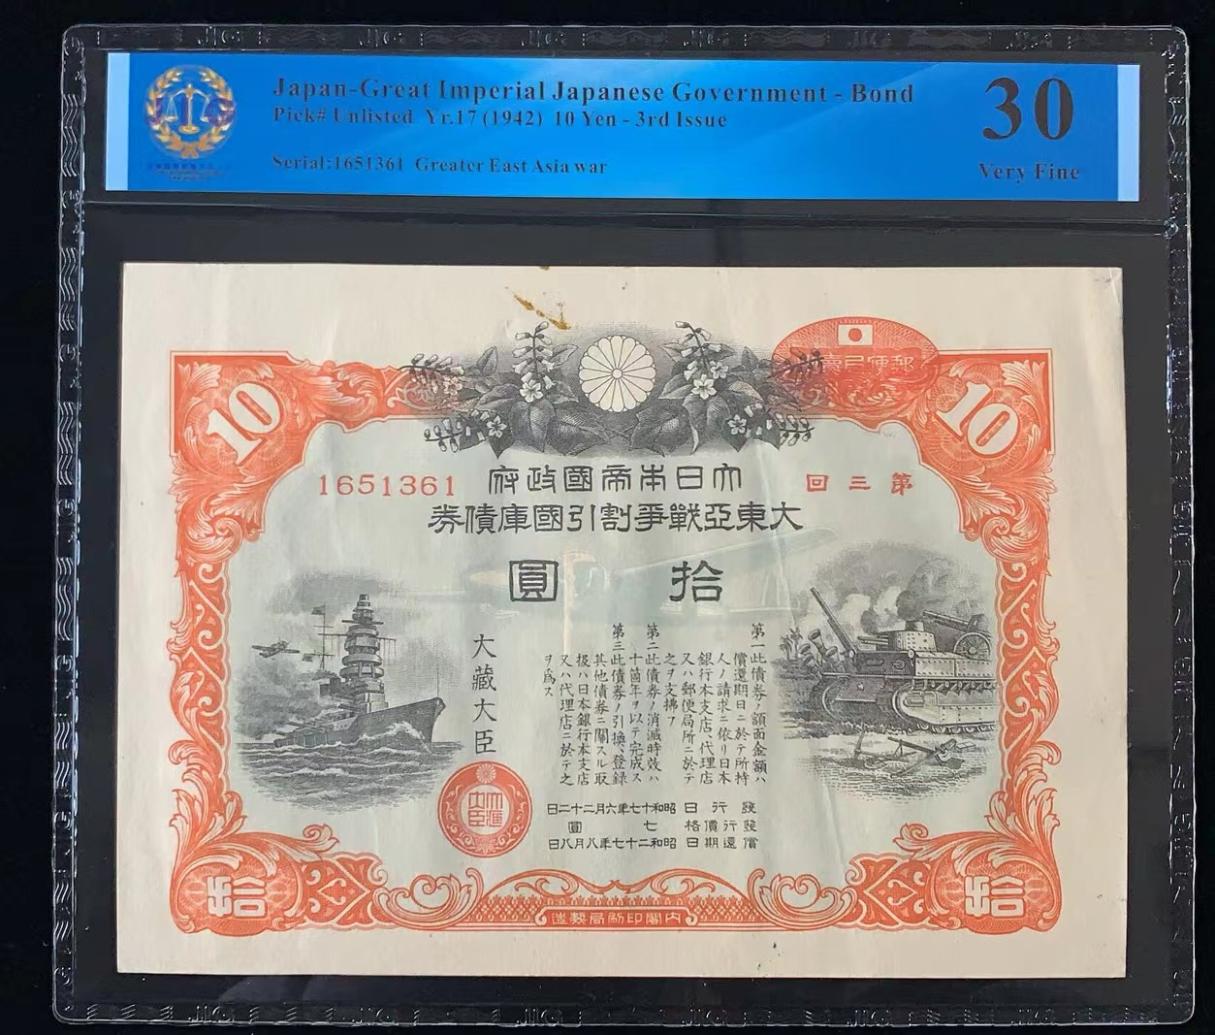 Japan-Great Imperial Japanese Government - Bond
Pick# Unlisted Yr.17 (1942) 10 Yen - 3rd Issue
Serial:1651361 Greater East Asia war
30
Very Fine
郵便局賣
10
10
第三回
大日本帝國政府
1651361
大東亞戰爭割引國庫債券
拾圓
第一此債券ノ額面金額ハ
償還期日ニ於テ所持
人ノ請求ニ依リ日本
銀行本支店、代理店
又ハ郵便局所ニ於テ
之ヲ支拂フ
第二此債券ノ消滅時效ハ
十箇年ヲ以テ完成ス
第三此債券ノ引換、登錄
其他債券ニ關スル取
扱ハ日本銀行本支店
又ハ代理店ニ於テ之
ヲ爲ス
大藏大臣
發行日 昭和十七年六月二十二日
發行價格 七圓
償還期日 昭和二十七年八月八日
大藏大臣
拾
拾
內閣印刷局製造